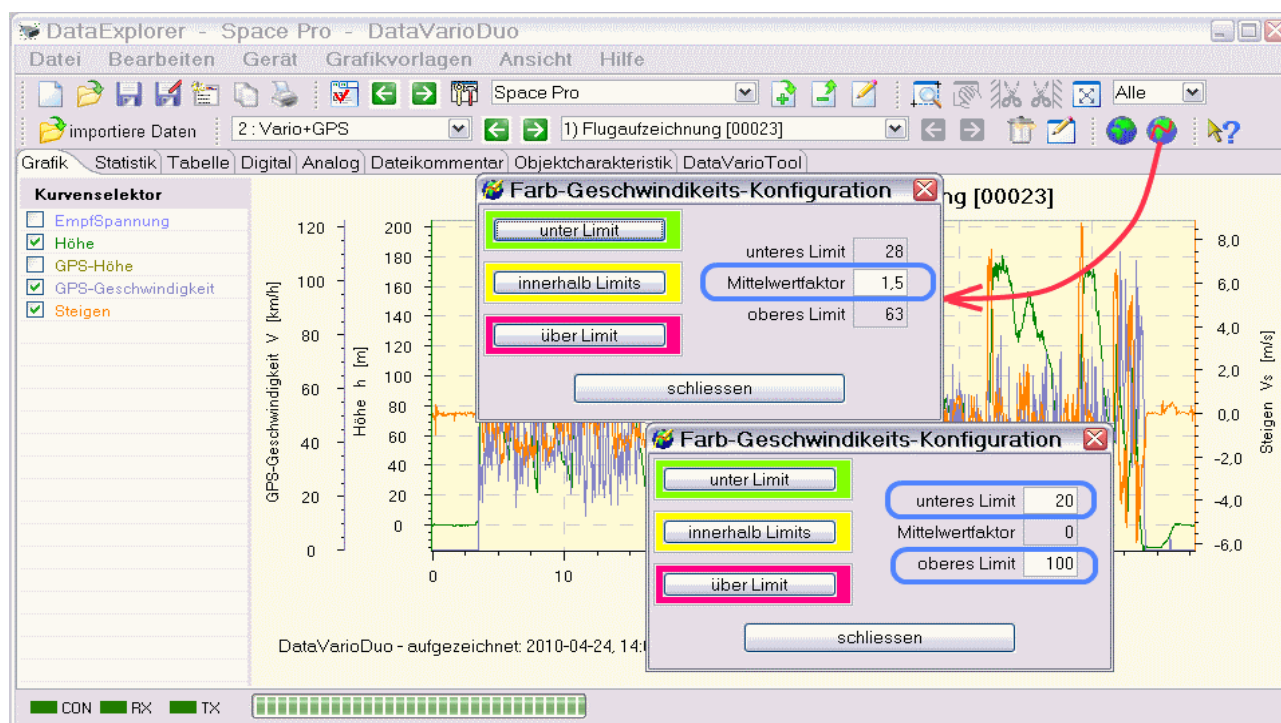 DataExplorer - Space Pro - DataVarioDuo
Datei Bearbeiten Gerät Grafikvorlagen Ansicht Hilfe
Space Pro Alle
importiere Daten 2 : Vario+GPS 1) Flugaufzeichnung [00023]
Grafik Statistik Tabelle Digital Analog Dateikommentar Objektcharakteristik DataVarioTool
Kurvenselektor
EmpfSpannung
Höhe
GPS-Höhe
GPS-Geschwindigkeit
Steigen
ng [00023]
GPS-Geschwindigkeit V [km/h]
120
100
80
60
40
20
0
Höhe h [m]
200
180
160
140
120
100
80
60
40
20
0
0 10
8,0
6,0
4,0
2,0
0,0
-2,0
-4,0
-6,0
Steigen Vs [m/s]
Farb-Geschwindikeits-Konfiguration
unter Limit
innerhalb Limits
über Limit
unteres Limit 28
Mittelwertfaktor 1,5
oberes Limit 63
schliessen
Farb-Geschwindikeits-Konfiguration
unter Limit
innerhalb Limits
über Limit
unteres Limit 20
Mittelwertfaktor 0
oberes Limit 100
schliessen
DataVarioDuo - aufgezeichnet: 2010-04-24,
CON RX TX